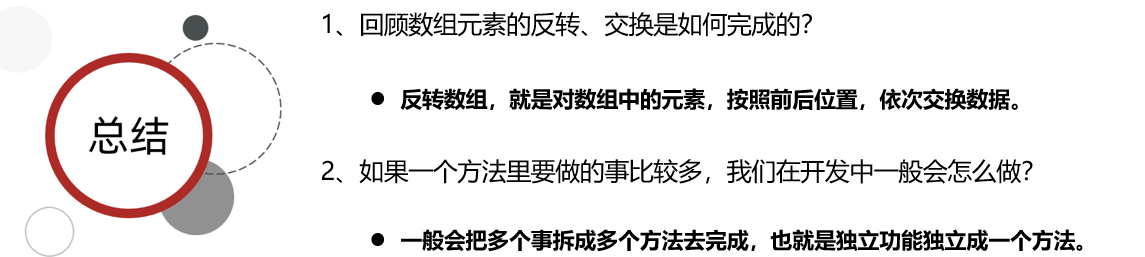 总结
1、回顾数组元素的反转、交换是如何完成的？
● 反转数组，就是对数组中的元素，按照前后位置，依次交换数据。
2、如果一个方法里要做的事比较多，我们在开发中一般会怎么做？
● 一般会把多个事拆成多个方法去完成，也就是独立功能独立成一个方法。